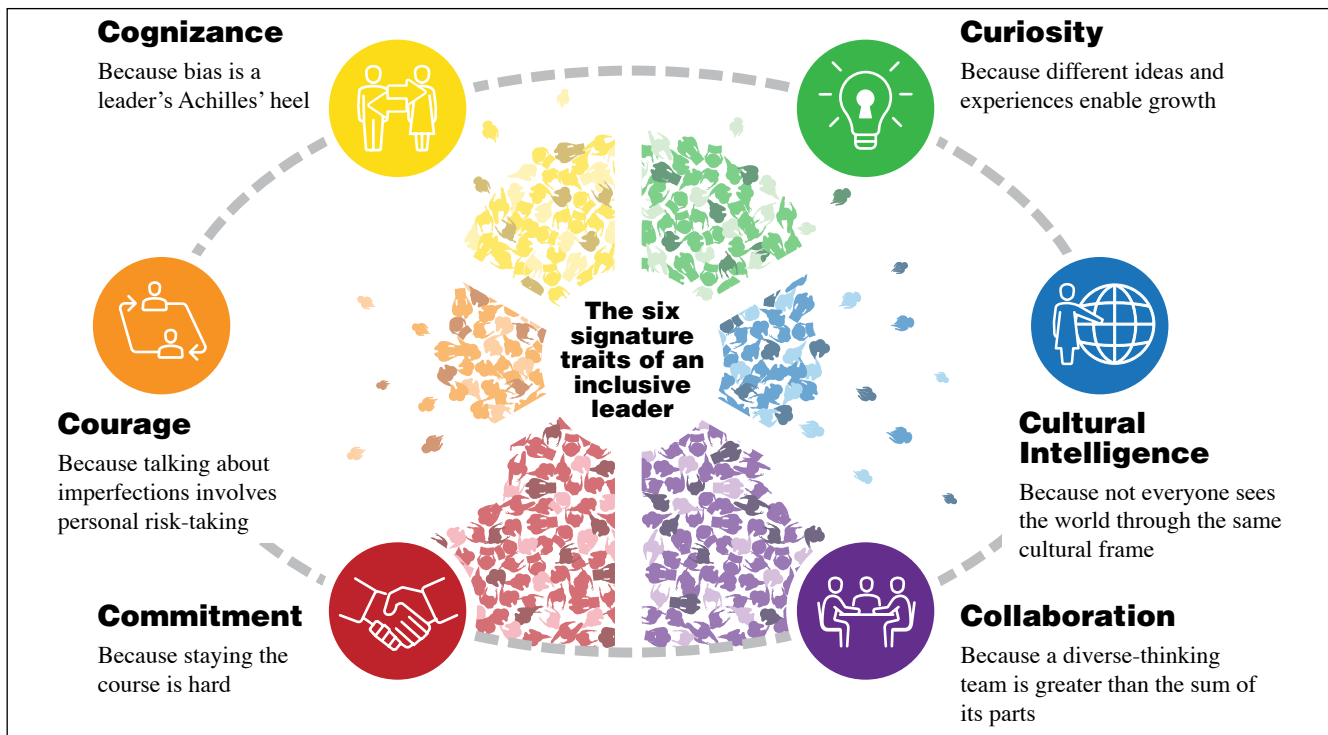 Cognizance
Because bias is a
leader’s Achilles’ heel
Curiosity
Because different ideas and
experiences enable growth
The six
signature
traits of an
inclusive
leader
Courage
Because talking about
imperfections involves
personal risk-taking
Cultural
Intelligence
Because not everyone sees
the world through the same
cultural frame
Commitment
Because staying the
course is hard
Collaboration
Because a diverse-thinking
team is greater than the sum of
its parts